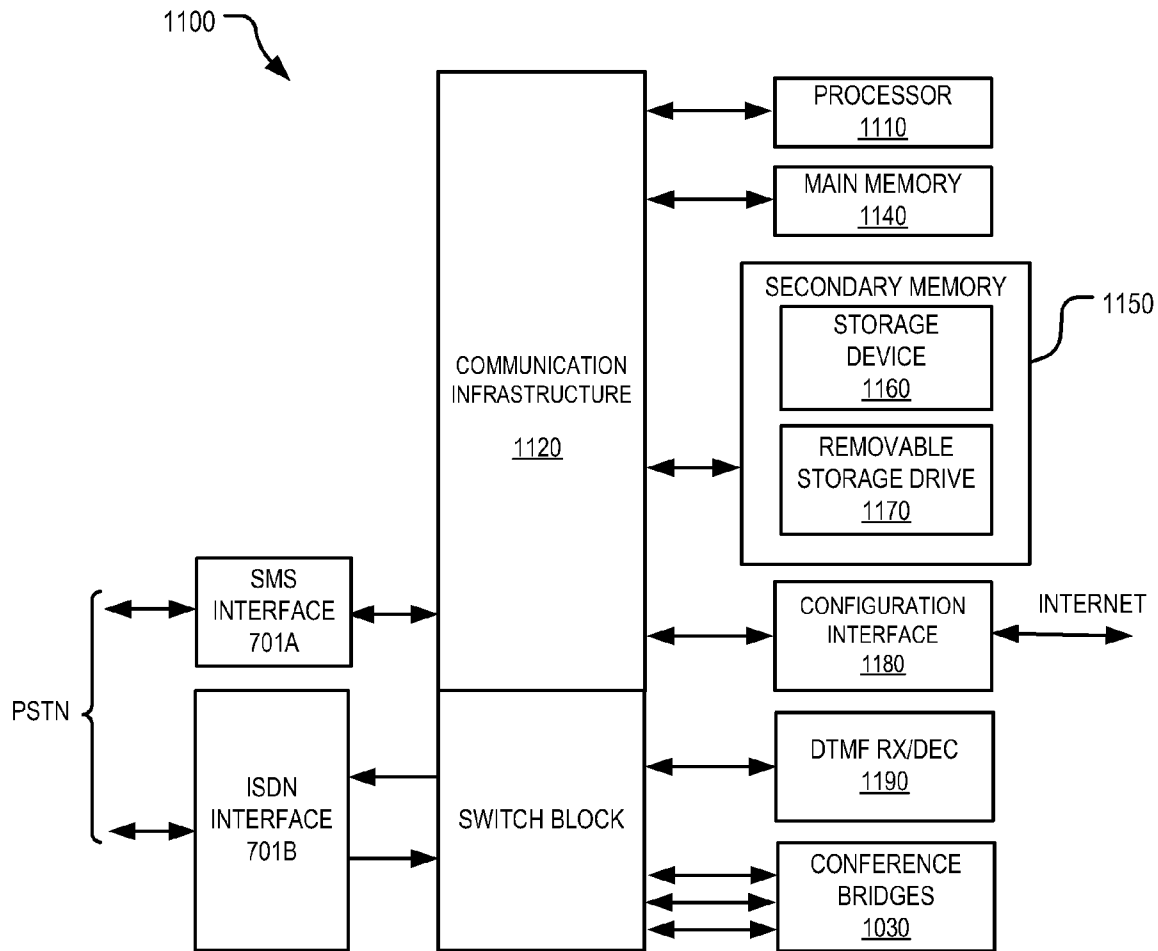 1100
PROCESSOR
1110
MAIN MEMORY
1140
SECONDARY MEMORY
1150
STORAGE
DEVICE
1160
REMOVABLE
STORAGE DRIVE
1170
COMMUNICATION
INFRASTRUCTURE
1120
SMS
INTERFACE
701A
CONFIGURATION
INTERFACE
1180
INTERNET
PSTN
ISDN
INTERFACE
701B
SWITCH BLOCK
DTMF RX/DEC
1190
CONFERENCE
BRIDGES
1030